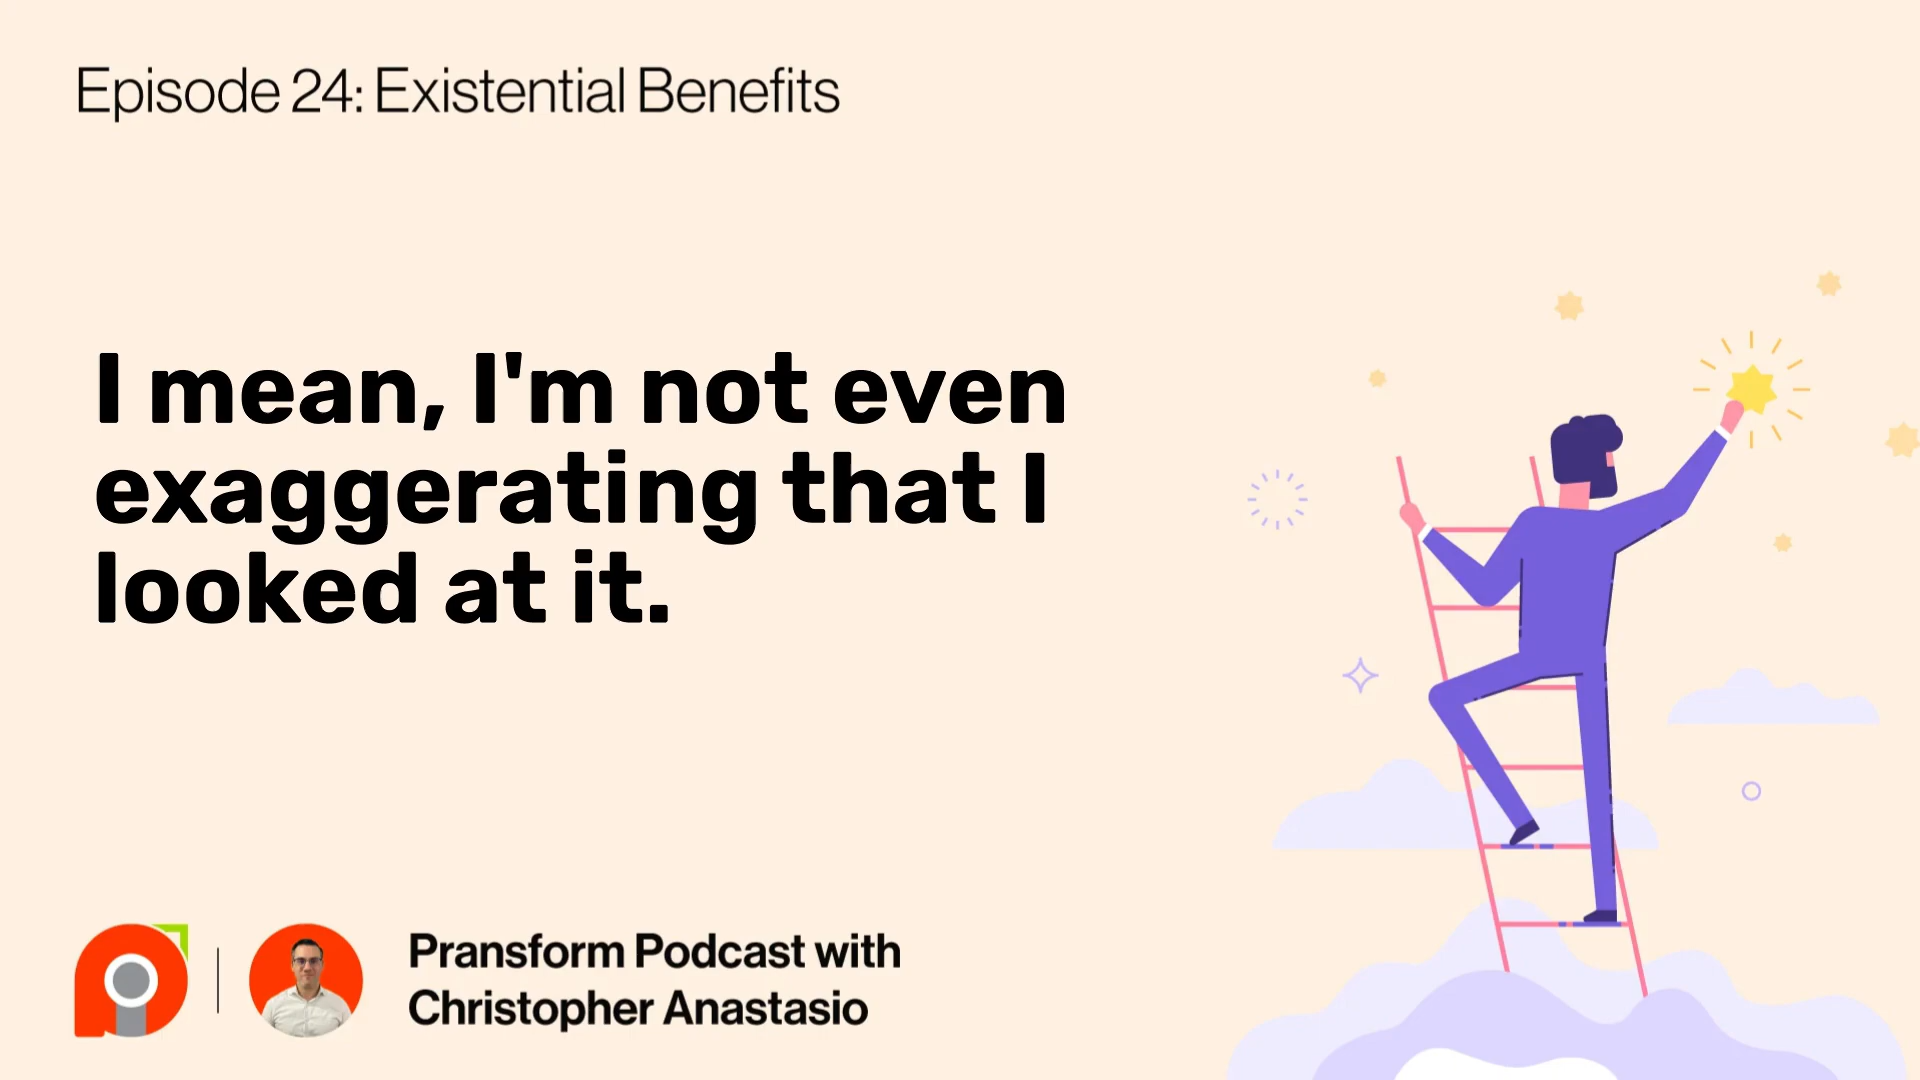 Episode 24: Existential Benefits
I mean, I'm not even
exaggerating that I
looked at it.
Pransform Podcast with
Christopher Anastasio